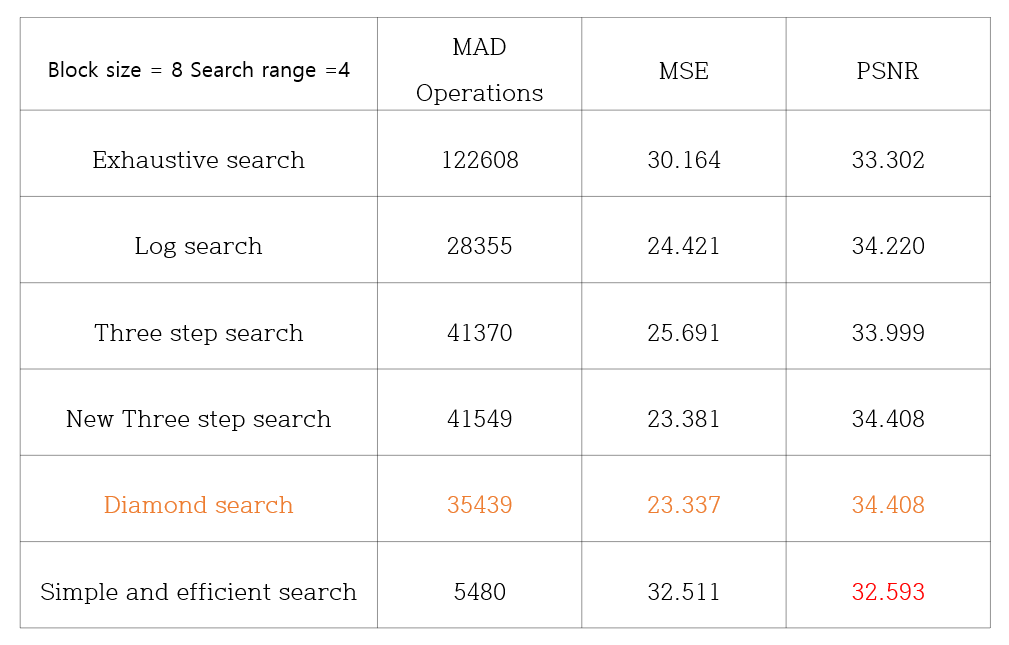 Block size = 8 Search range =4
MAD
Operations
MSE
PSNR
Exhaustive search 122608 30.164 33.302
Log search 28355 24.421 34.220
Three step search 41370 25.691 33.999
New Three step search 41549 23.381 34.408
Diamond search 35439 23.337 34.408
Simple and efficient search 5480 32.511 32.593